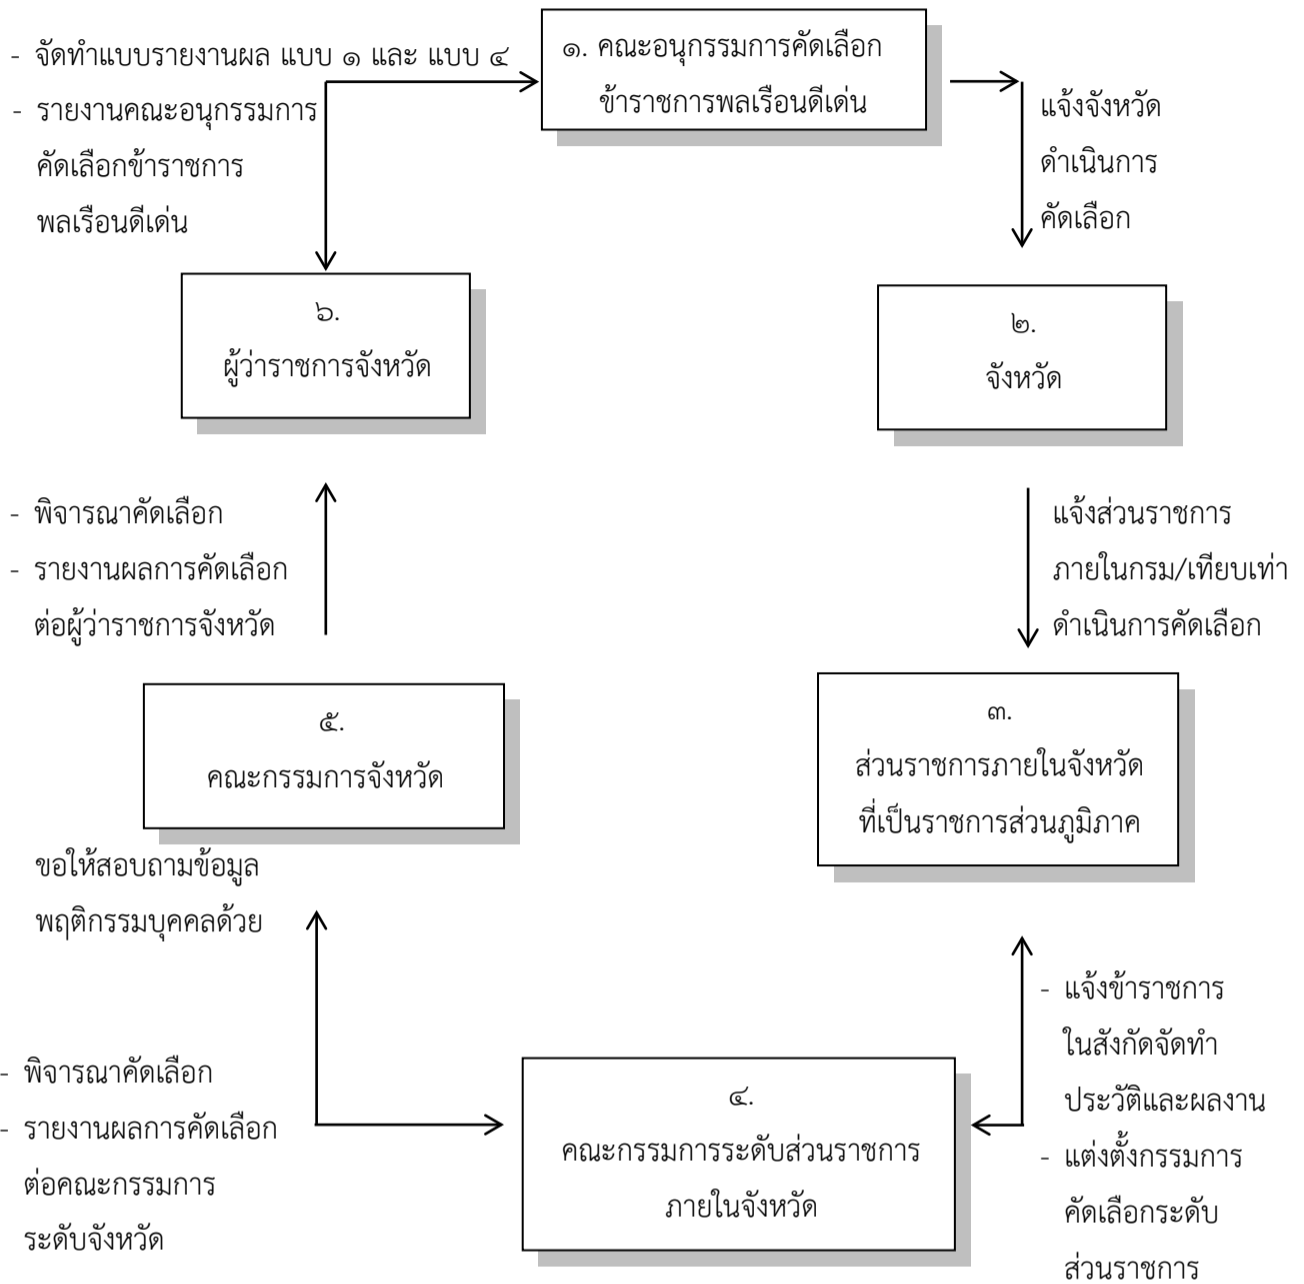 - จัดทำแบบรายงานผล แบบ ๑ และ แบบ ๔
- รายงานคณะอนุกรรมการ
คัดเลือกข้าราชการ
พลเรือนดีเด่น
๑. คณะอนุกรรมการคัดเลือก
ข้าราชการพลเรือนดีเด่น
แจ้งจังหวัด
ดำเนินการ
คัดเลือก
๒.
จังหวัด
แจ้งส่วนราชการ
ภายในกรม/เทียบเท่า
ดำเนินการคัดเลือก
๓.
ส่วนราชการภายในจังหวัด
ที่เป็นราชการส่วนภูมิภาค
- แจ้งข้าราชการ
ในสังกัดจัดทำ
ประวัติและผลงาน
- แต่งตั้งกรรมการ
คัดเลือกระดับ
ส่วนราชการ
๔.
คณะกรรมการระดับส่วนราชการ
ภายในจังหวัด
- พิจารณาคัดเลือก
- รายงานผลการคัดเลือก
ต่อคณะกรรมการ
ระดับจังหวัด
๕.
คณะกรรมการจังหวัด
ขอให้สอบถามข้อมูล
พฤติกรรมบุคคลด้วย
- พิจารณาคัดเลือก
- รายงานผลการคัดเลือก
ต่อผู้ว่าราชการจังหวัด
๖.
ผู้ว่าราชการจังหวัด